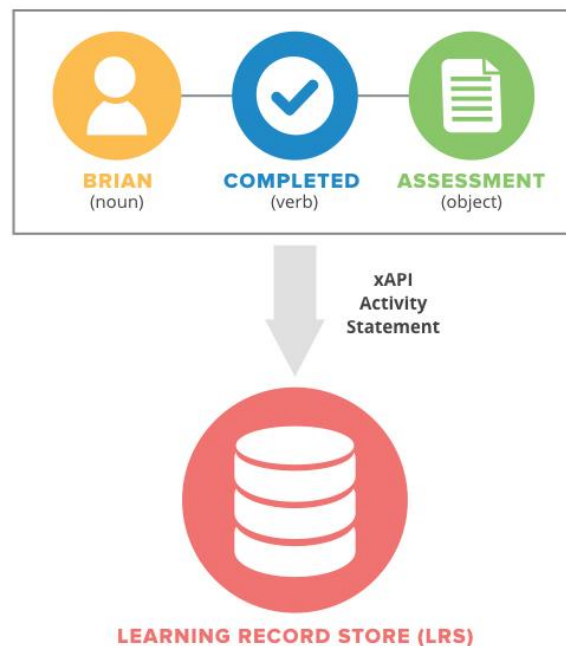 BRIAN
(noun)
COMPLETED
(verb)
ASSESSMENT
(object)
xAPI
Activity
Statement
LEARNING RECORD STORE (LRS)